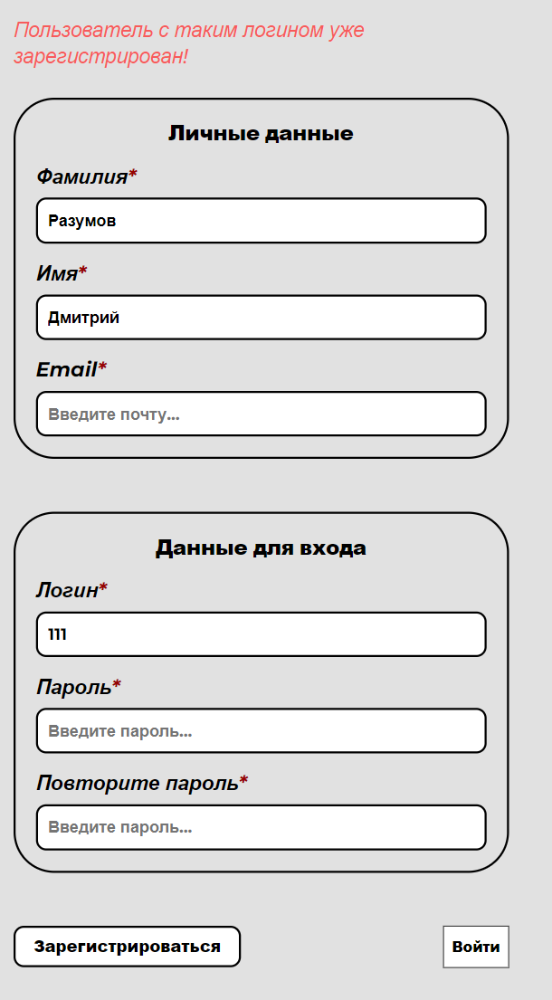 Пользователь с таким логином уже
зарегистрирован!
Личные данные
Фамилия*
Разумов
Имя*
Дмитрий
Email*
Введите почту...
Данные для входа
Логин*
111
Пароль*
Введите пароль...
Повторите пароль*
Введите пароль...
Зарегистрироваться
Войти